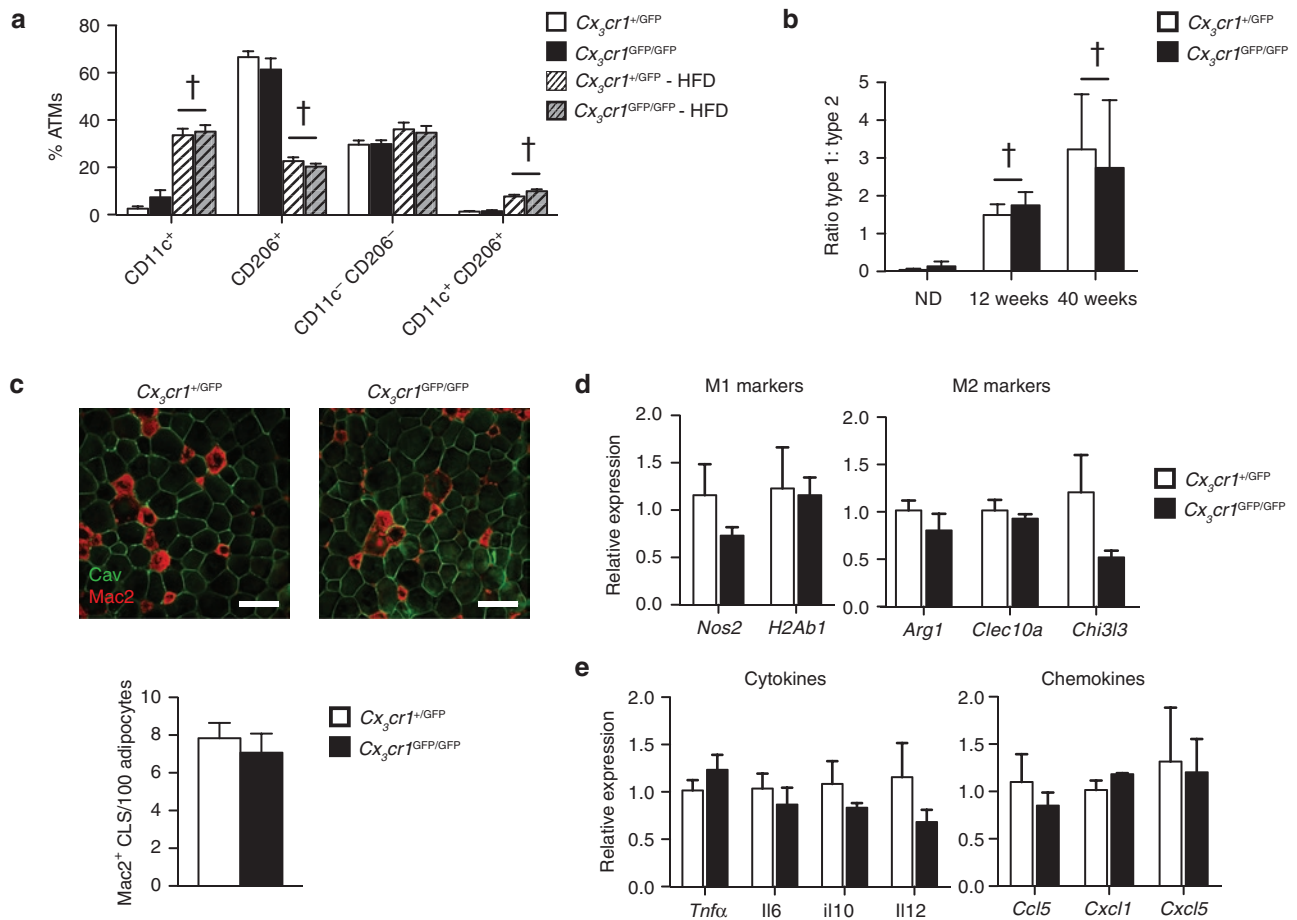 a
80
60
40
20
0
% ATMs
†
†
†
CD11c+
CD206+
CD11c– CD206–
CD11c+ CD206+
Cx3cr1+/GFP
Cx3cr1GFP/GFP
Cx3cr1+/GFP - HFD
Cx3cr1GFP/GFP - HFD
b
Cx3cr1+/GFP
Cx3cr1GFP/GFP
5
4
3
2
1
0
Ratio type 1: type 2
†
†
ND 12 weeks 40 weeks
c
Cx3cr1+/GFP Cx3cr1GFP/GFP
Cav
Mac2
10
8
6
4
2
0
Mac2+ CLS/100 adipocytes
Cx3cr1+/GFP
Cx3cr1GFP/GFP
d
M1 markers
2.0
1.5
1.0
0.5
0.0
Relative expression
Nos2 H2Ab1
M2 markers
2.0
1.5
1.0
0.5
0.0
Arg1 Clec10a Chi3l3
Cx3cr1+/GFP
Cx3cr1GFP/GFP
e
Cytokines
2.0
1.5
1.0
0.5
0.0
Relative expression
Tnfα Il6 il10 Il12
Chemokines
2.0
1.5
1.0
0.5
0.0
Ccl5 Cxcl1 Cxcl5